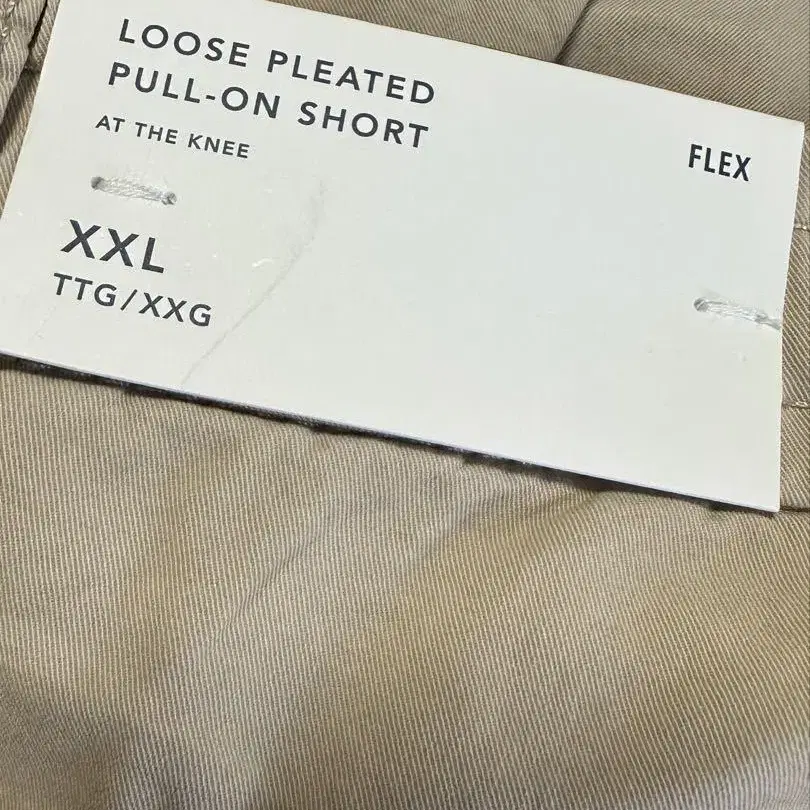 LOOSE PLEATED
PULL-ON SHORT
AT THE KNEE
FLEX
XXL
TTG/XXG